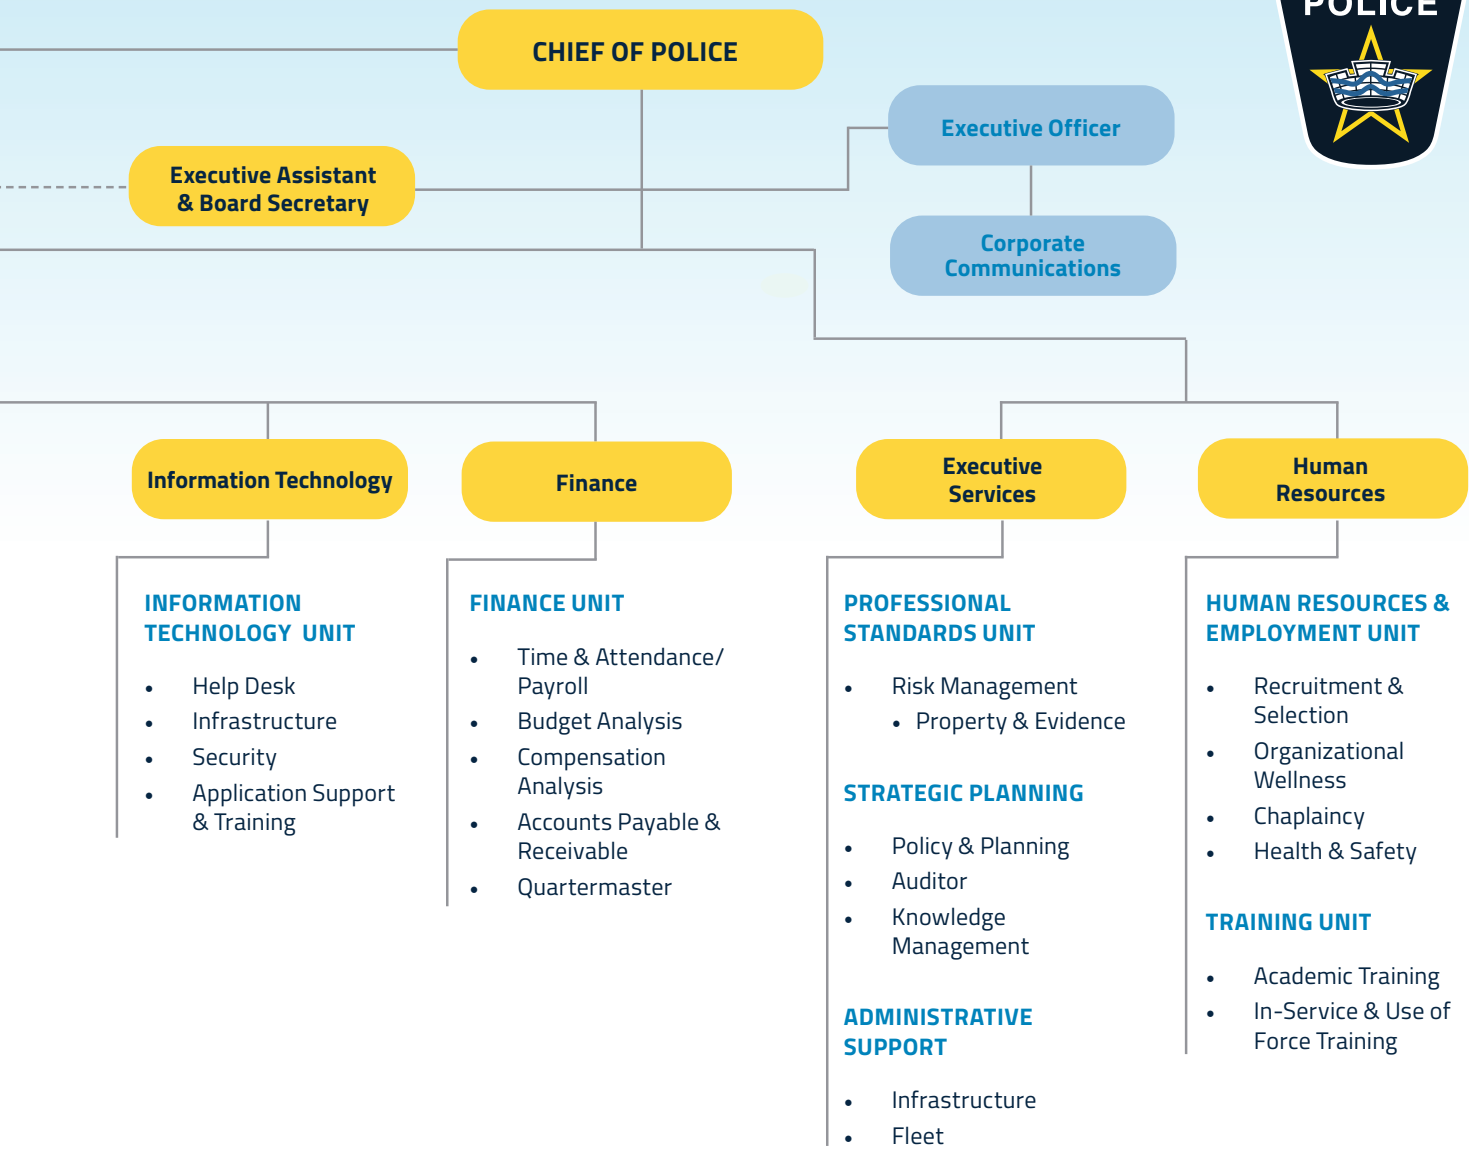 POLICE
CHIEF OF POLICE
Executive Officer
Executive Assistant
& Board Secretary
Corporate
Communications
Information Technology
Finance
Executive
Services
Human
Resources
INFORMATION
TECHNOLOGY UNIT
• Help Desk
• Infrastructure
• Security
• Application Support
& Training
FINANCE UNIT
• Time & Attendance/
Payroll
• Budget Analysis
• Compensation
Analysis
• Accounts Payable &
Receivable
• Quartermaster
PROFESSIONAL
STANDARDS UNIT
• Risk Management
• Property & Evidence
STRATEGIC PLANNING
• Policy & Planning
• Auditor
• Knowledge
Management
ADMINISTRATIVE
SUPPORT
• Infrastructure
• Fleet
HUMAN RESOURCES &
EMPLOYMENT UNIT
• Recruitment &
Selection
• Organizational
Wellness
• Chaplaincy
• Health & Safety
TRAINING UNIT
• Academic Training
• In-Service & Use of
Force Training